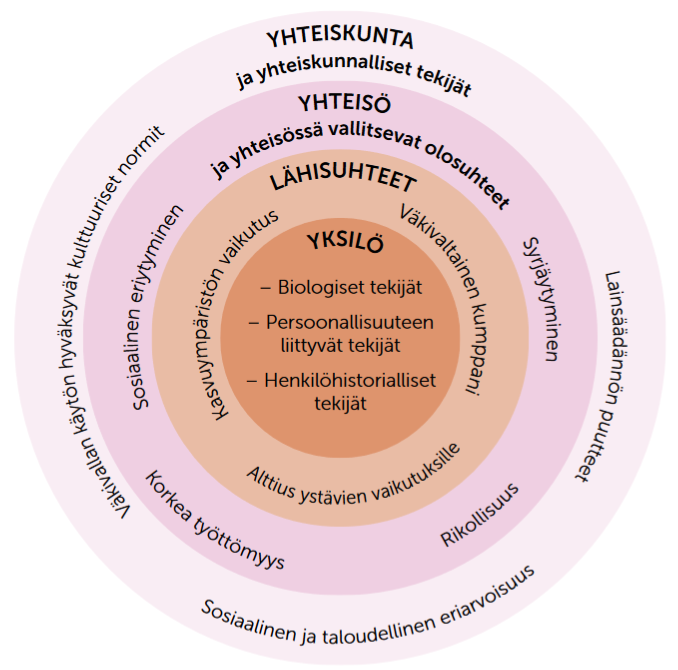 YHTEISKUNTA
ja yhteiskunnalliset tekijät
Väkivallan käytön hyväksyvät kulttuuriset normit
Lainsäädännön puutteet
Sosiaalinen ja taloudellinen eriarvoisuus
YHTEISÖ
ja yhteisössä vallitsevat olosuhteet
Sosiaalinen eriytyminen
Syrjäytyminen
Korkea työttömyys
Rikollisuus
LÄHISUHTEET
Kasvuympäristön vaikutus
Väkivaltainen kumppani
Alttius ystävien vaikutuksille
YKSILÖ
– Biologiset tekijät
– Persoonallisuuteen
liittyvät tekijät
– Henkilöhistorialliset
tekijät